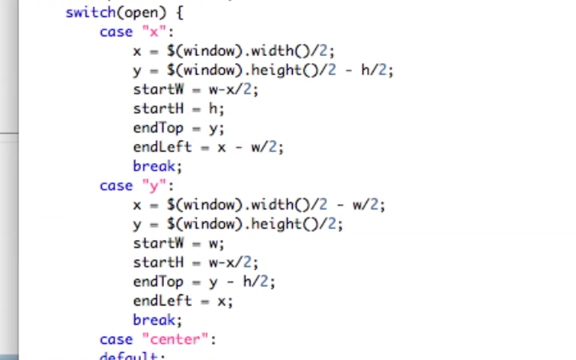 switch(open) {
case "x":
x = $(window).width()/2;
y = $(window).height()/2 - h/2;
startW = w-x/2;
startH = h;
endTop = y;
endLeft = x - w/2;
break;
case "y":
x = $(window).width()/2 - w/2;
y = $(window).height()/2;
startW = w;
startH = w-x/2;
endTop = y - h/2;
endLeft = x;
break;
case "center":
default: